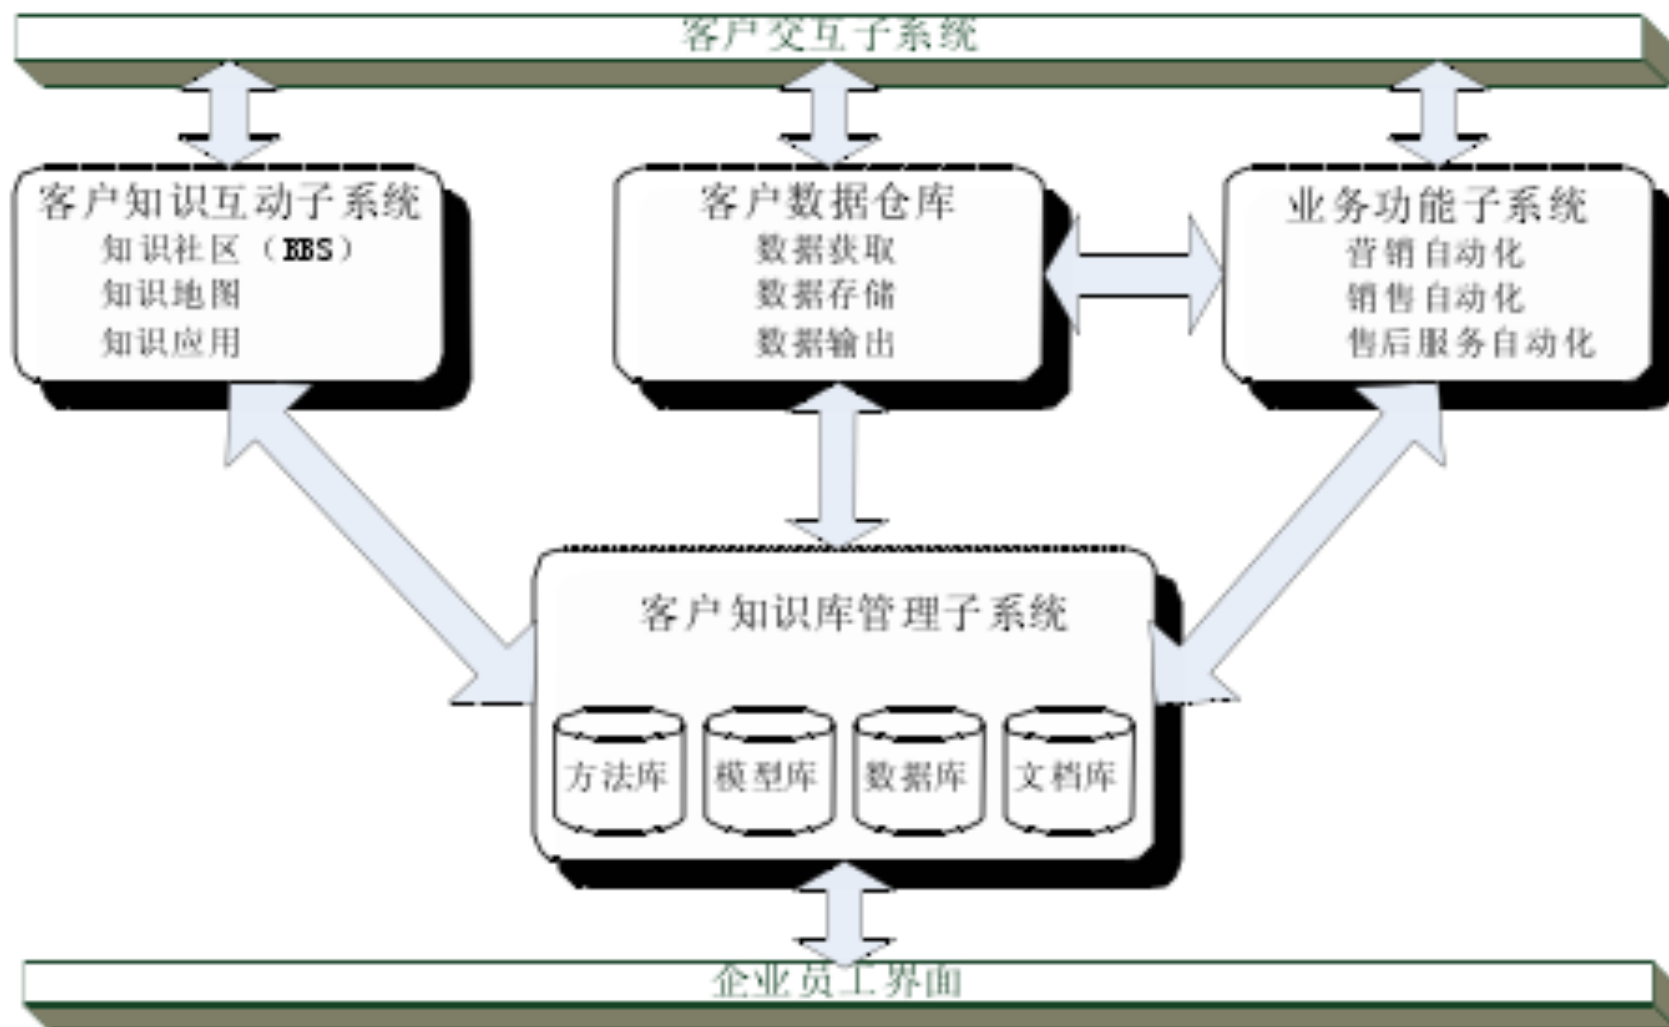 客户交互子系统
客户知识互动子系统
知识社区（BBS）
知识地图
知识应用
客户数据仓库
数据获取
数据存储
数据输出
业务功能子系统
营销自动化
销售自动化
售后服务自动化
客户知识库管理子系统
方法库
模型库
数据库
文档库
企业员工界面